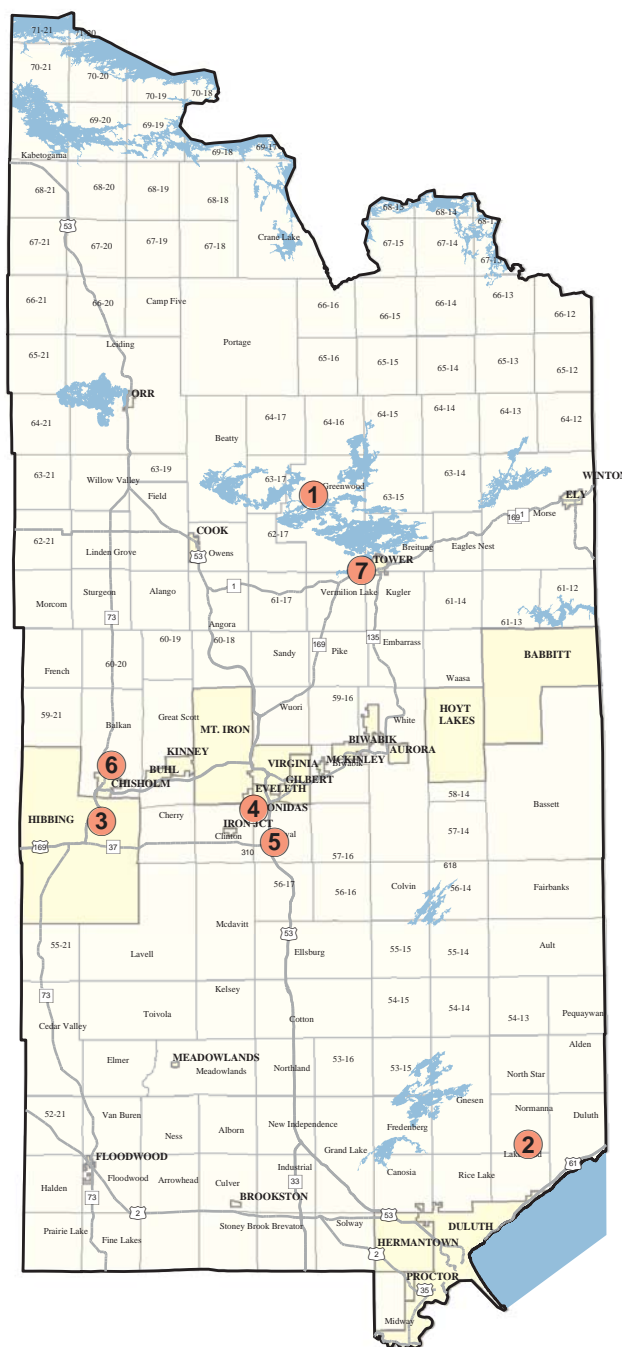 71-21
71-20
70-21
70-20
70-19
70-18
69-20
69-19
69-18
69-17
Kabetogama
68-21
68-20
68-19
68-18
68-15
68-14
53
Crane Lake
67-21
67-20
67-19
67-18
67-15
67-14
66-21
66-20
Camp Five
66-16
66-15
66-14
66-13
66-12
Leiding
Portage
65-21
65-16
65-15
65-14
65-13
65-12
ORR
64-21
Beatty
64-17
64-16
64-15
64-14
64-13
64-12
63-21
Willow Valley
63-19
63-17
1
Greenwood
63-15
63-14
WINTON
Field
ELY
62-21
Linden Grove
COOK
53
Owens
62-17
7
TOWER
Breitung
Eagles Nest
169
1
Morse
Morcom
Sturgeon
73
Alango
1
61-17
Vermilion Lake
Kugler
61-14
61-13
61-12
Angora
French
60-20
60-19
60-18
Sandy
169
Pike
135
Embarrass
Waasa
BABBITT
59-21
Balkan
Great Scott
MT. IRON
Wuori
59-16
White
HOYT
LAKES
6
CHISHOLM
BUHL
KINNEY
VIRGINIA
GILBERT
MCKINLEY
BIWABIK
Biwabik
AURORA
EVELETH
58-14
Bassett
HIBBING
3
Cherry
4
ONIDAS
IRON JCT
Clinton
5
val
57-14
169
37
310
57-16
618
56-17
56-16
Colvin
56-14
Fairbanks
Mcdavitt
53
55-21
Lavell
Ellsburg
55-15
55-14
Ault
73
Kelsey
Cedar Valley
Toivola
Cotton
54-15
54-14
54-13
Pequaywan
Alden
Elmer
MEADOWLANDS
Meadowlands
Northland
53-16
53-15
North Star
52-21
Van Buren
Ness
Alborn
New Independence
Grand Lake
Fredenberg
Gnesen
Normanna
Duluth
2
FLOODWOOD
Floodwood
Halden
73
Arrowhead
Culver
Industrial
33
Canosia
Rice Lake
61
BROOKSTON
Prairie Lake
2
Fine Lakes
Stoney Brook
Brevator
Solway
53
DULUTH
2
HERMANTOWN
PROCTOR
35
Midway